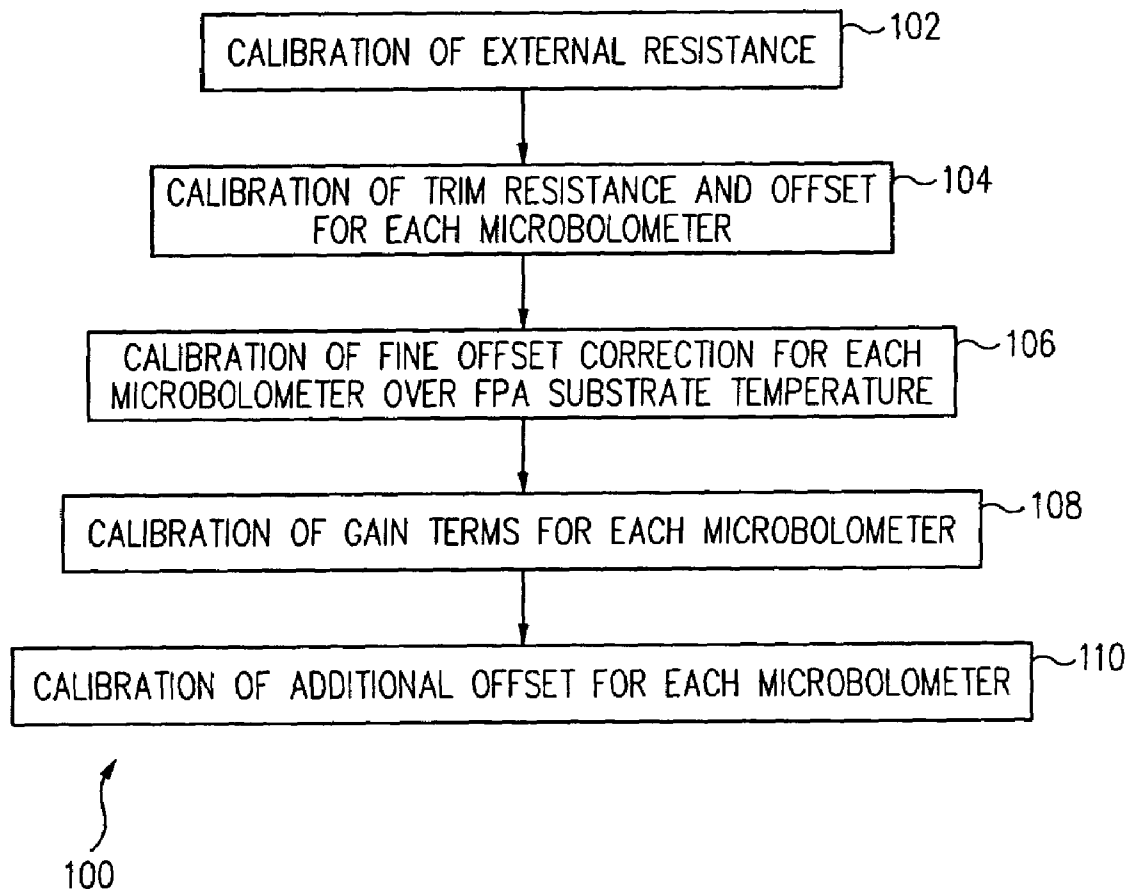 CALIBRATION OF EXTERNAL RESISTANCE
102
CALIBRATION OF TRIM RESISTANCE AND OFFSET
FOR EACH MICROBOLOMETER
104
CALIBRATION OF FINE OFFSET CORRECTION FOR EACH
MICROBOLOMETER OVER FPA SUBSTRATE TEMPERATURE
106
CALIBRATION OF GAIN TERMS FOR EACH MICROBOLOMETER
108
CALIBRATION OF ADDITIONAL OFFSET FOR EACH MICROBOLOMETER
110
100